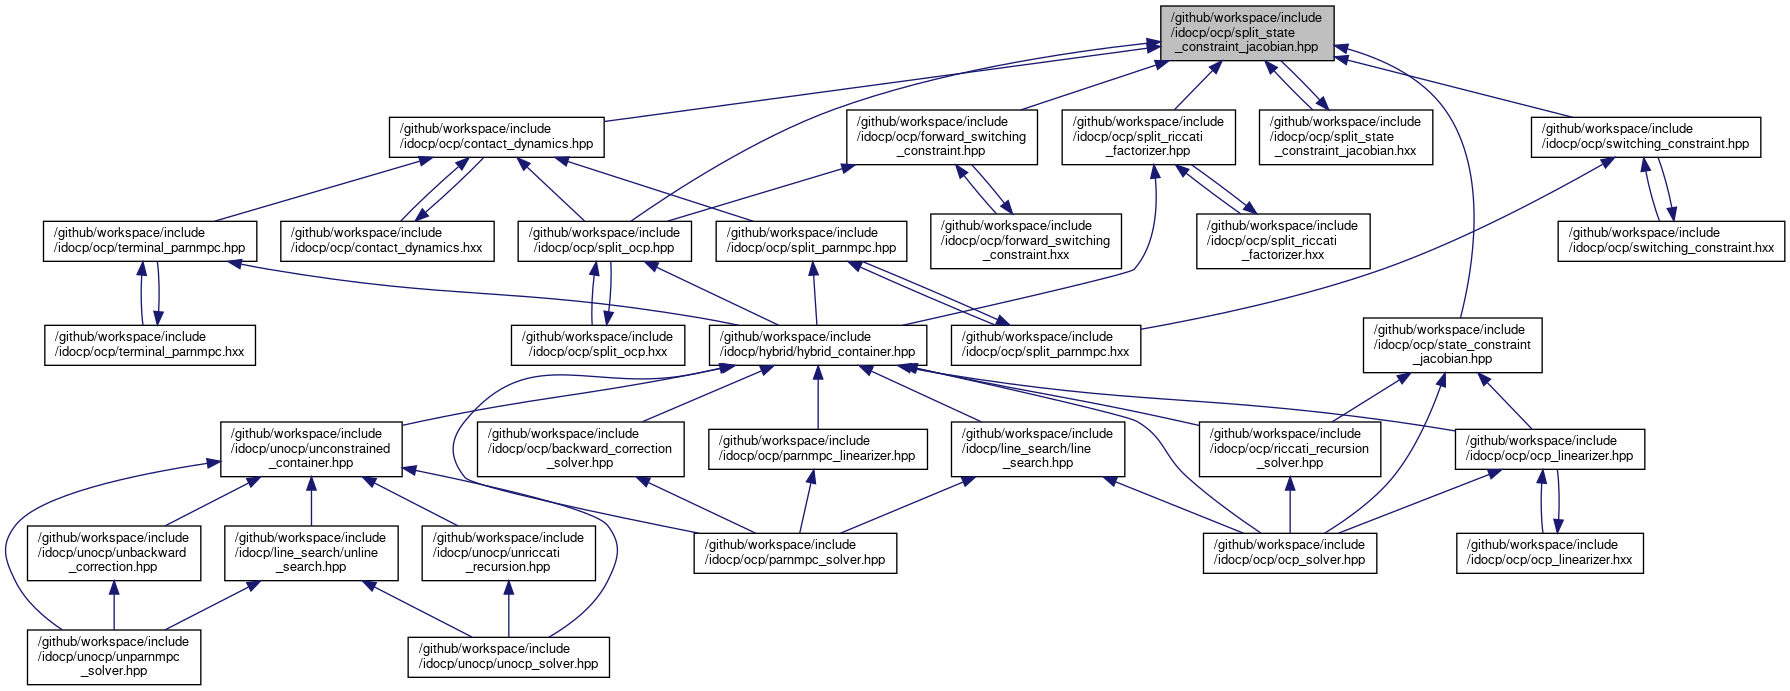 /github/workspace/include
/idocp/ocp/split_state
_constraint_jacobian.hpp
/github/workspace/include
/idocp/ocp/contact_dynamics.hpp
/github/workspace/include
/idocp/ocp/forward_switching
_constraint.hpp
/github/workspace/include
/idocp/ocp/split_riccati
_factorizer.hpp
/github/workspace/include
/idocp/ocp/split_state
_constraint_jacobian.hxx
/github/workspace/include
/idocp/ocp/switching_constraint.hpp
/github/workspace/include
/idocp/ocp/terminal_parnmpc.hpp
/github/workspace/include
/idocp/ocp/contact_dynamics.hxx
/github/workspace/include
/idocp/ocp/split_ocp.hpp
/github/workspace/include
/idocp/ocp/split_parnmpc.hpp
/github/workspace/include
/idocp/ocp/forward_switching
_constraint.hxx
/github/workspace/include
/idocp/ocp/split_riccati
_factorizer.hxx
/github/workspace/include
/idocp/ocp/switching_constraint.hxx
/github/workspace/include
/idocp/ocp/terminal_parnmpc.hxx
/github/workspace/include
/idocp/ocp/split_ocp.hxx
/github/workspace/include
/idocp/hybrid/hybrid_container.hpp
/github/workspace/include
/idocp/ocp/split_parnmpc.hxx
/github/workspace/include
/idocp/ocp/state_constraint
_jacobian.hpp
/github/workspace/include
/idocp/unocp/unconstrained
_container.hpp
/github/workspace/include
/idocp/ocp/backward_correction
_solver.hpp
/github/workspace/include
/idocp/ocp/parnmpc_linearizer.hpp
/github/workspace/include
/idocp/line_search/line
_search.hpp
/github/workspace/include
/idocp/ocp/riccati_recursion
_solver.hpp
/github/workspace/include
/idocp/ocp/ocp_linearizer.hpp
/github/workspace/include
/idocp/unocp/unbackward
_correction.hpp
/github/workspace/include
/idocp/line_search/unline
_search.hpp
/github/workspace/include
/idocp/unocp/unriccati
_recursion.hpp
/github/workspace/include
/idocp/ocp/parnmpc_solver.hpp
/github/workspace/include
/idocp/ocp/ocp_solver.hpp
/github/workspace/include
/idocp/ocp/ocp_linearizer.hxx
/github/workspace/include
/idocp/unocp/unparnmpc
_solver.hpp
/github/workspace/include
/idocp/unocp/unocp_solver.hpp